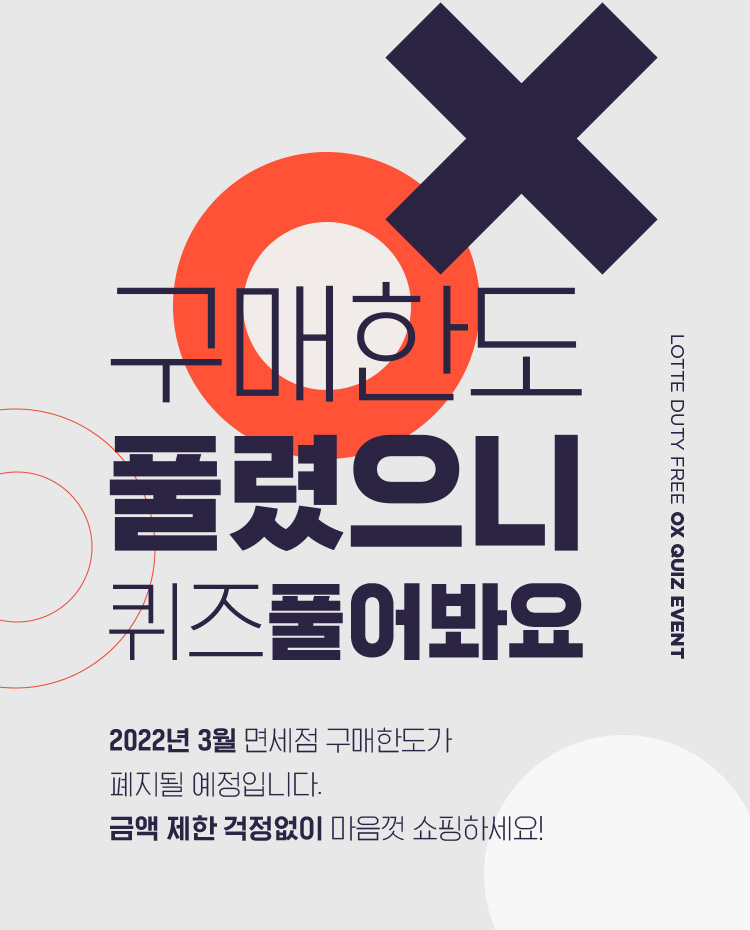 구매한도
풀렸으니
퀴즈풀어봐요
LOTTE DUTY FREE OX QUIZ EVENT
2022년 3월 면세점 구매한도가
폐지될 예정입니다.
금액 제한 걱정없이 마음껏 쇼핑하세요!